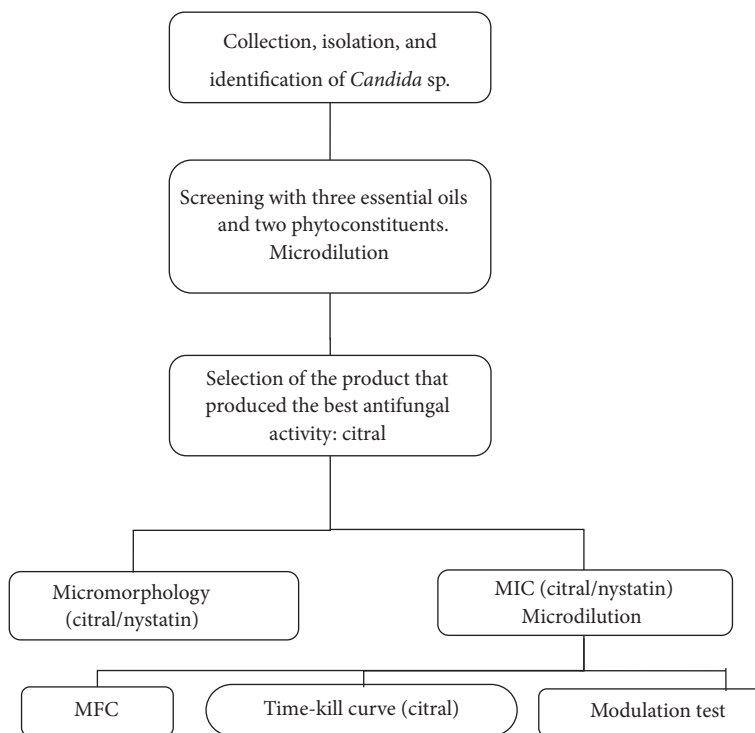 Collection, isolation, and
identification of Candida sp.
Screening with three essential oils
and two phytoconstituents.
Microdilution
Selection of the product that
produced the best antifungal
activity: citral
Micromorphology
(citral/nystatin)
MIC (citral/nystatin)
Microdilution
MFC
Time-kill curve (citral)
Modulation test